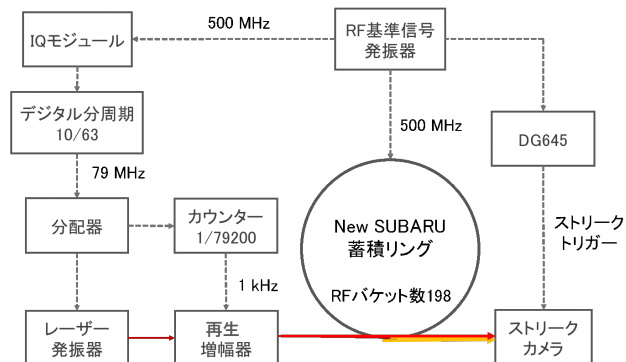 500 MHz
IQモジュール
RF基準信号
発振器
デジタル分周期
10/63
500 MHz
DG645
79 MHz
分配器
カウンター
1/79200
New SUBARU
蓄積リング
ストリーク
トリガー
1 kHz
RFバケット数198
レーザー
発振器
再生
増幅器
ストリーク
カメラ